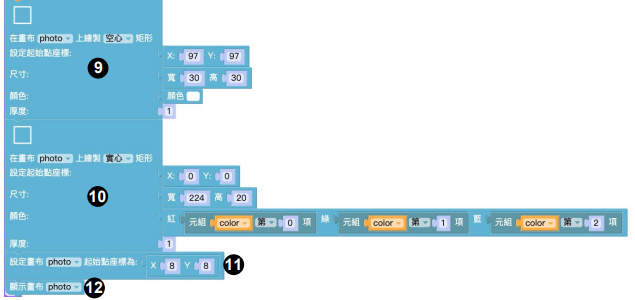 在畫布 photo 上繪製 空心 矩形
設定起始點座標: X: 97 Y: 97
9
尺寸: 寬 30 高 30
顏色: 顏色
厚度: 1
在畫布 photo 上繪製 實心 矩形
設定起始點座標: X: 0 Y: 0
10
尺寸: 寬 224 高 20
顏色: 紅 元組 color 第 0 項 綠 元組 color 第 1 項 藍 元組 color 第 2 項
厚度: 1
設定畫布 photo 起始點座標為: X 8 Y 8 11
顯示畫布 photo 12